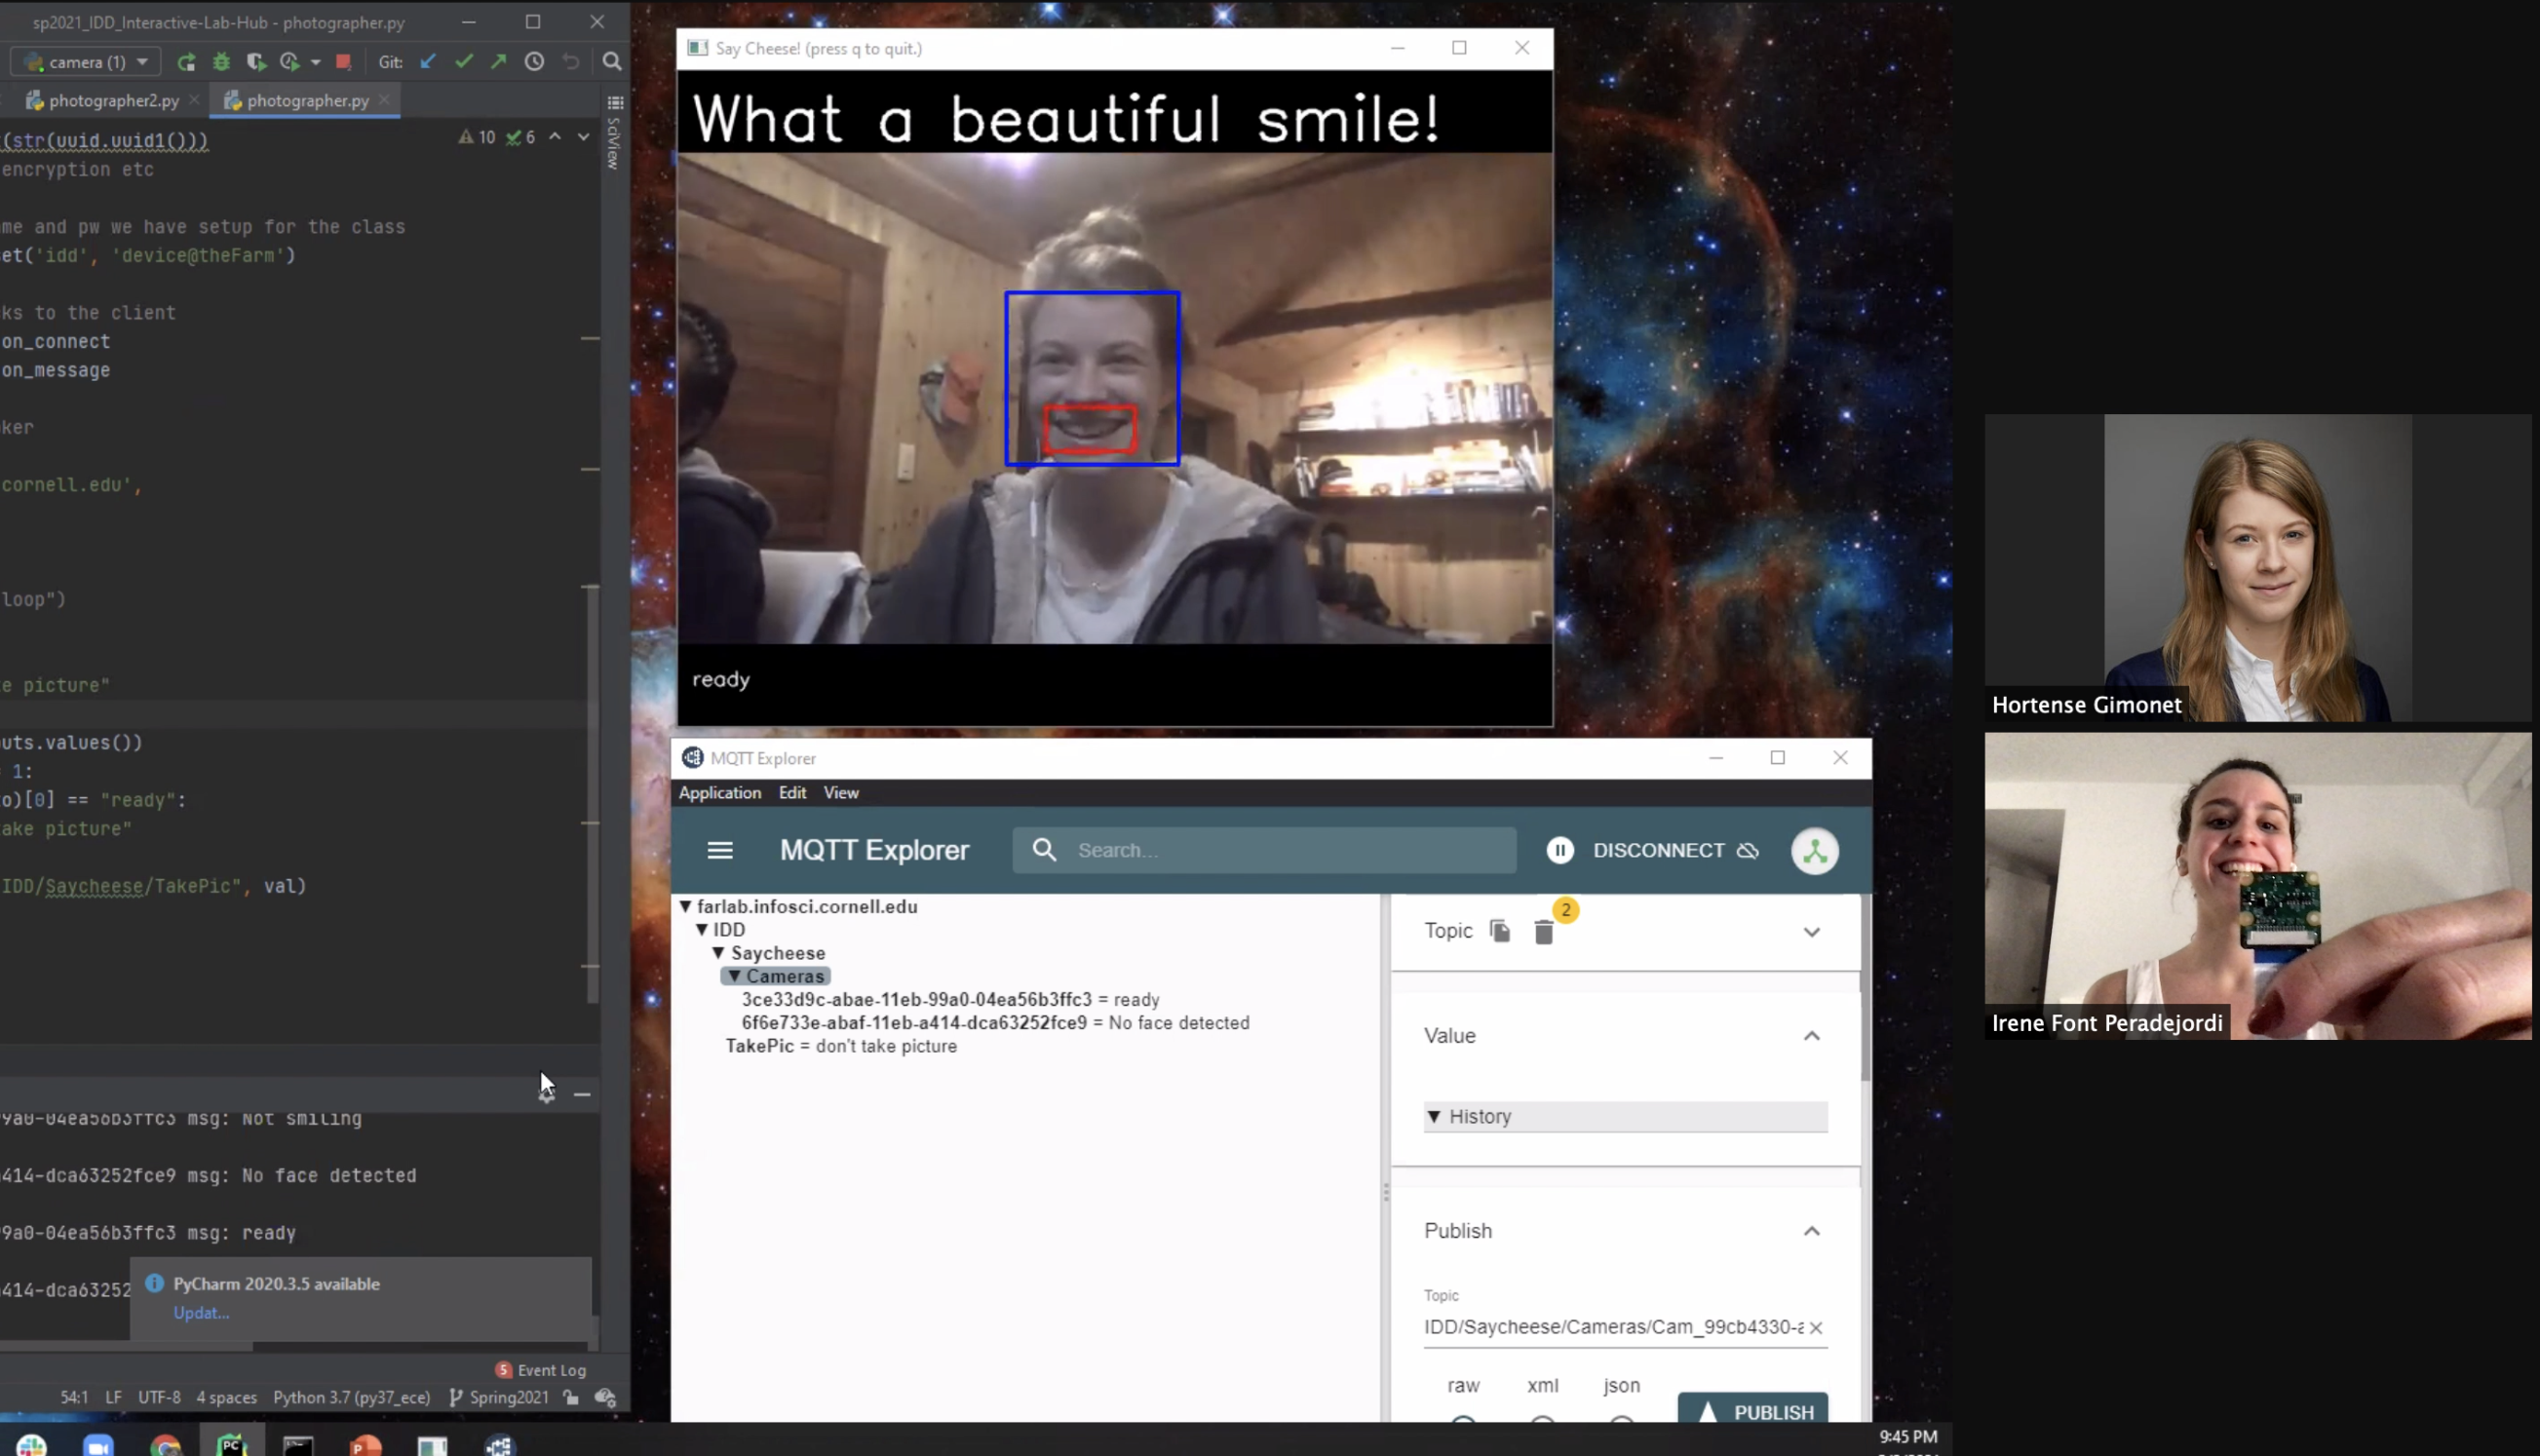 sp2021_IDD_Interactive-Lab-Hub - photographer.py
camera (1)
Git:
photographer2.py
photographer.py
(str(uuid.uuid1()))
10
6
SciView
encryption etc
me and pw we have setup for the class
et('idd', 'device@theFarm')
ks to the client
on_connect
on_message
ker
cornell.edu',
loop")
e picture"
uts.values())
1:
o)[0] == "ready":
ake picture"
IDD/Saycheese/TakePic", val)
9a0-04ea56b3ffc3 msg: Not smiling
414-dca63252fce9 msg: No face detected
9a0-04ea56b3ffc3 msg: ready
414-dca63252
PyCharm 2020.3.5 available
Updat...
5 Event Log
54:1 LF UTF-8 4 spaces Python 3.7 (py37_ece) Spring2021
Say Cheese! (press q to quit.)
What a beautiful smile!
ready
MQTT Explorer
Application Edit View
MQTT Explorer
Search...
DISCONNECT
farlab.infosci.cornell.edu
IDD
Saycheese
Cameras
3ce33d9c-abae-11eb-99a0-04ea56b3ffc3 = ready
6f6e733e-abaf-11eb-a414-dca63252fce9 = No face detected
TakePic = don't take picture
Topic
2
Value
History
Publish
Topic
IDD/Saycheese/Cameras/Cam_99cb4330-a
raw xml json
PUBLISH
Hortense Gimonet
Irene Font Peradejordi
PC
P
9:45 PM